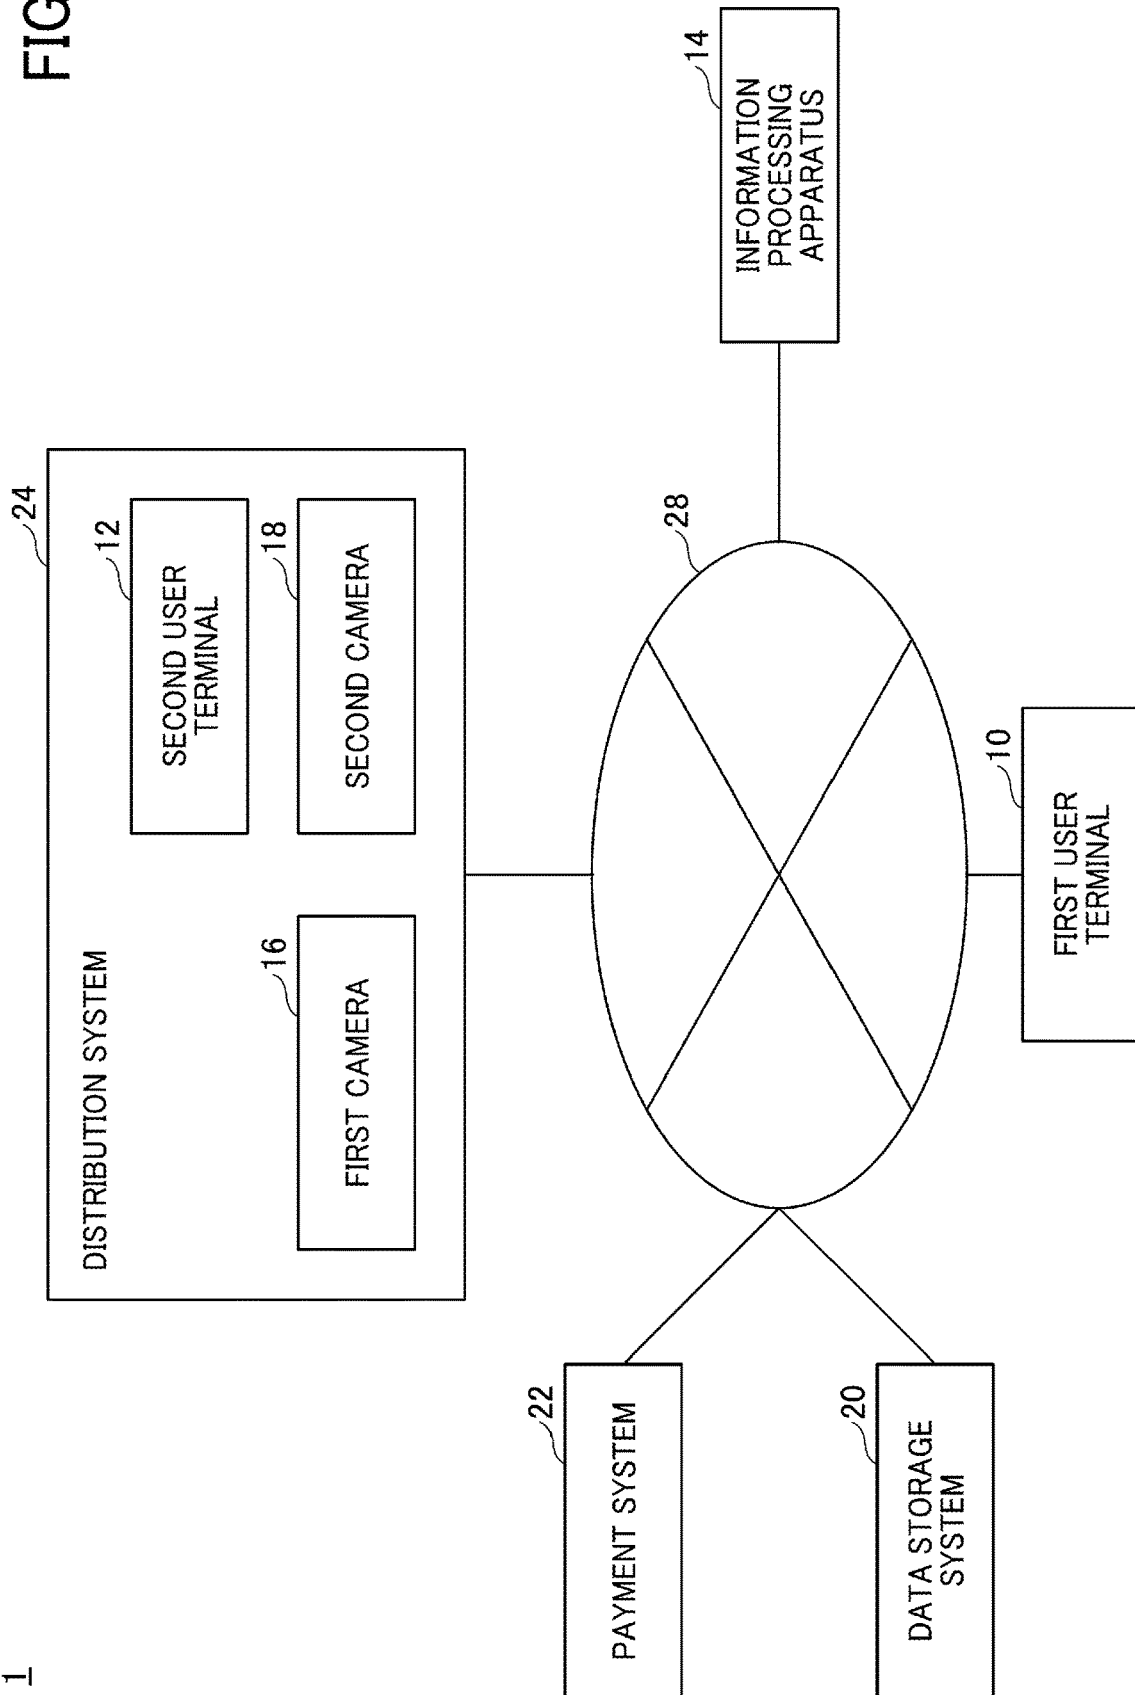 FIG
1
24
DISTRIBUTION SYSTEM
12
SECOND USER
TERMINAL
16
FIRST CAMERA
18
SECOND CAMERA
22
PAYMENT SYSTEM
28
14
INFORMATION
PROCESSING
APPARATUS
20
DATA STORAGE
SYSTEM
10
FIRST USER
TERMINAL